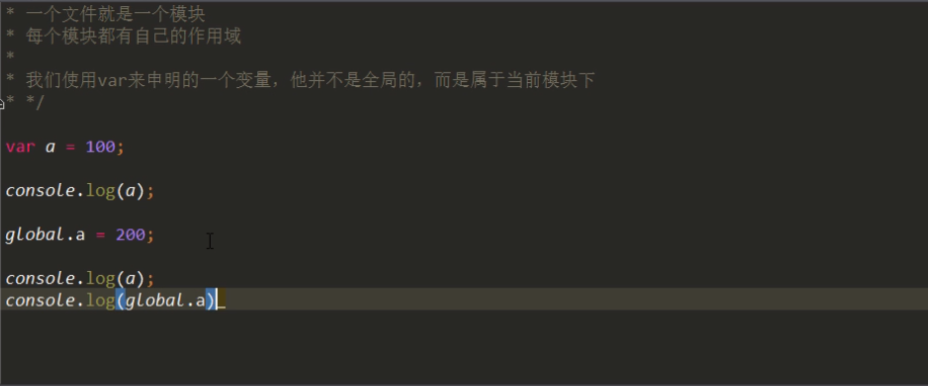 * 一个文件就是一个模块
* 每个模块都有自己的作用域
*
* 我们使用var来申明的一个变量，他并不是全局的，而是属于当前模块下
* */
var a = 100;
console.log(a);
global.a = 200;
console.log(a);
console.log(global.a)